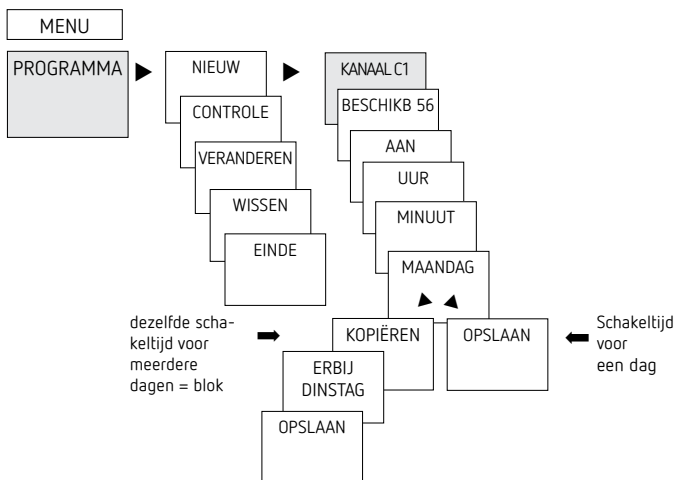 MENU
PROGRAMMA
NIEUW
CONTROLE
VERANDEREN
WISSEN
EINDE
KANAAL C1
BESCHIKB 56
AAN
UUR
MINUUT
MAANDAG
dezelfde scha-
keltijd voor
meerdere
dagen = blok
KOPIËREN
ERBIJ
DINSTAG
OPSLAAN
OPSLAAN
Schakeltijd
voor
een dag